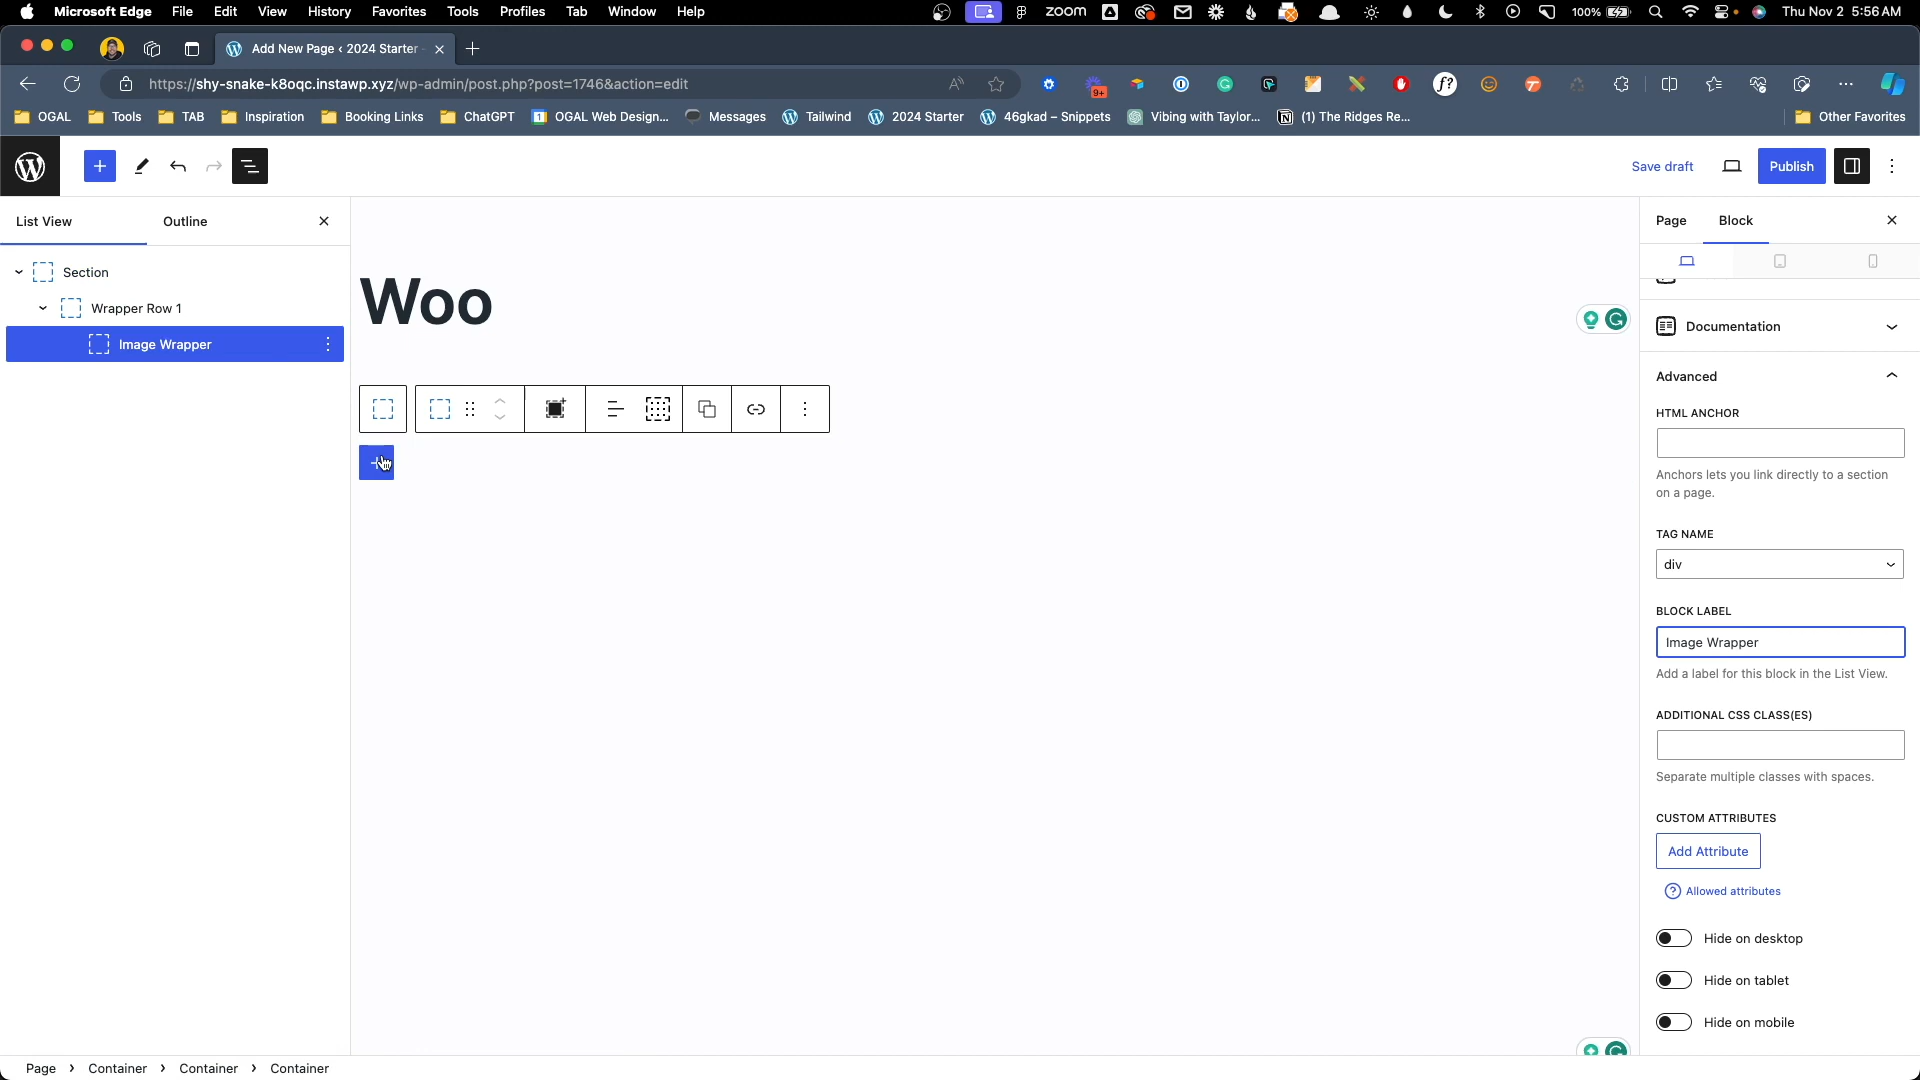 Microsoft Edge File Edit View History Favorites Tools Profiles Tab Window Help zoom 100% Thu Nov 2 5:56 AM
Add New Page ‹ 2024 Starter
https://shy-snake-k8oqc.instawp.xyz/wp-admin/post.php?post=1746&action=edit
9+
OGAL Tools TAB Inspiration Booking Links ChatGPT OGAL Web Design... Messages Tailwind 2024 Starter 46gkad – Snippets Vibing with Taylor... (1) The Ridges Re... Other Favorites
Save draft Publish
List View Outline
Page Block
Section
Wrapper Row 1
Image Wrapper
Woo
Documentation
Advanced
HTML ANCHOR
Anchors lets you link directly to a section
on a page.
TAG NAME
div
BLOCK LABEL
Image Wrapper
Add a label for this block in the List View.
ADDITIONAL CSS CLASS(ES)
Separate multiple classes with spaces.
CUSTOM ATTRIBUTES
Add Attribute
Allowed attributes
Hide on desktop
Hide on tablet
Hide on mobile
Page › Container › Container › Container